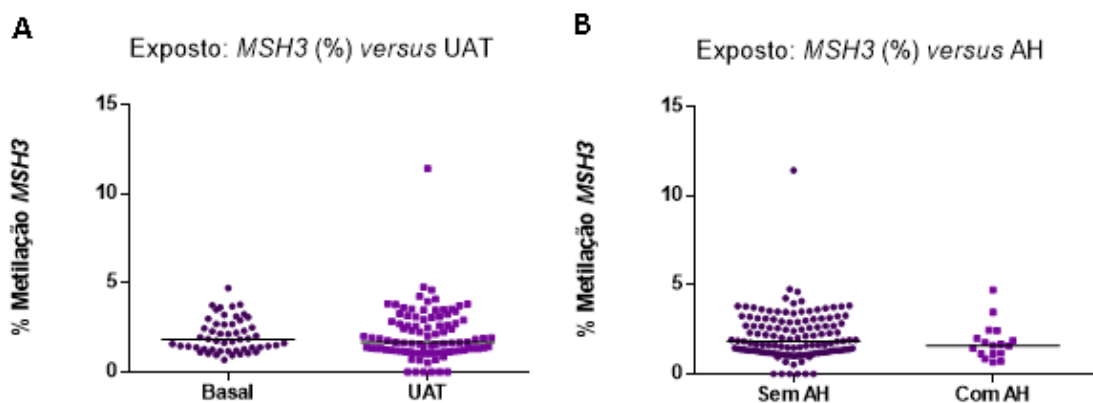 A
Exposto: MSH3 (%) versus UAT
% Metilação MSH3
15
10
5
0
Basal
UAT
B
Exposto: MSH3 (%) versus AH
% Metilação MSH3
15
10
5
0
Sem AH
Com AH